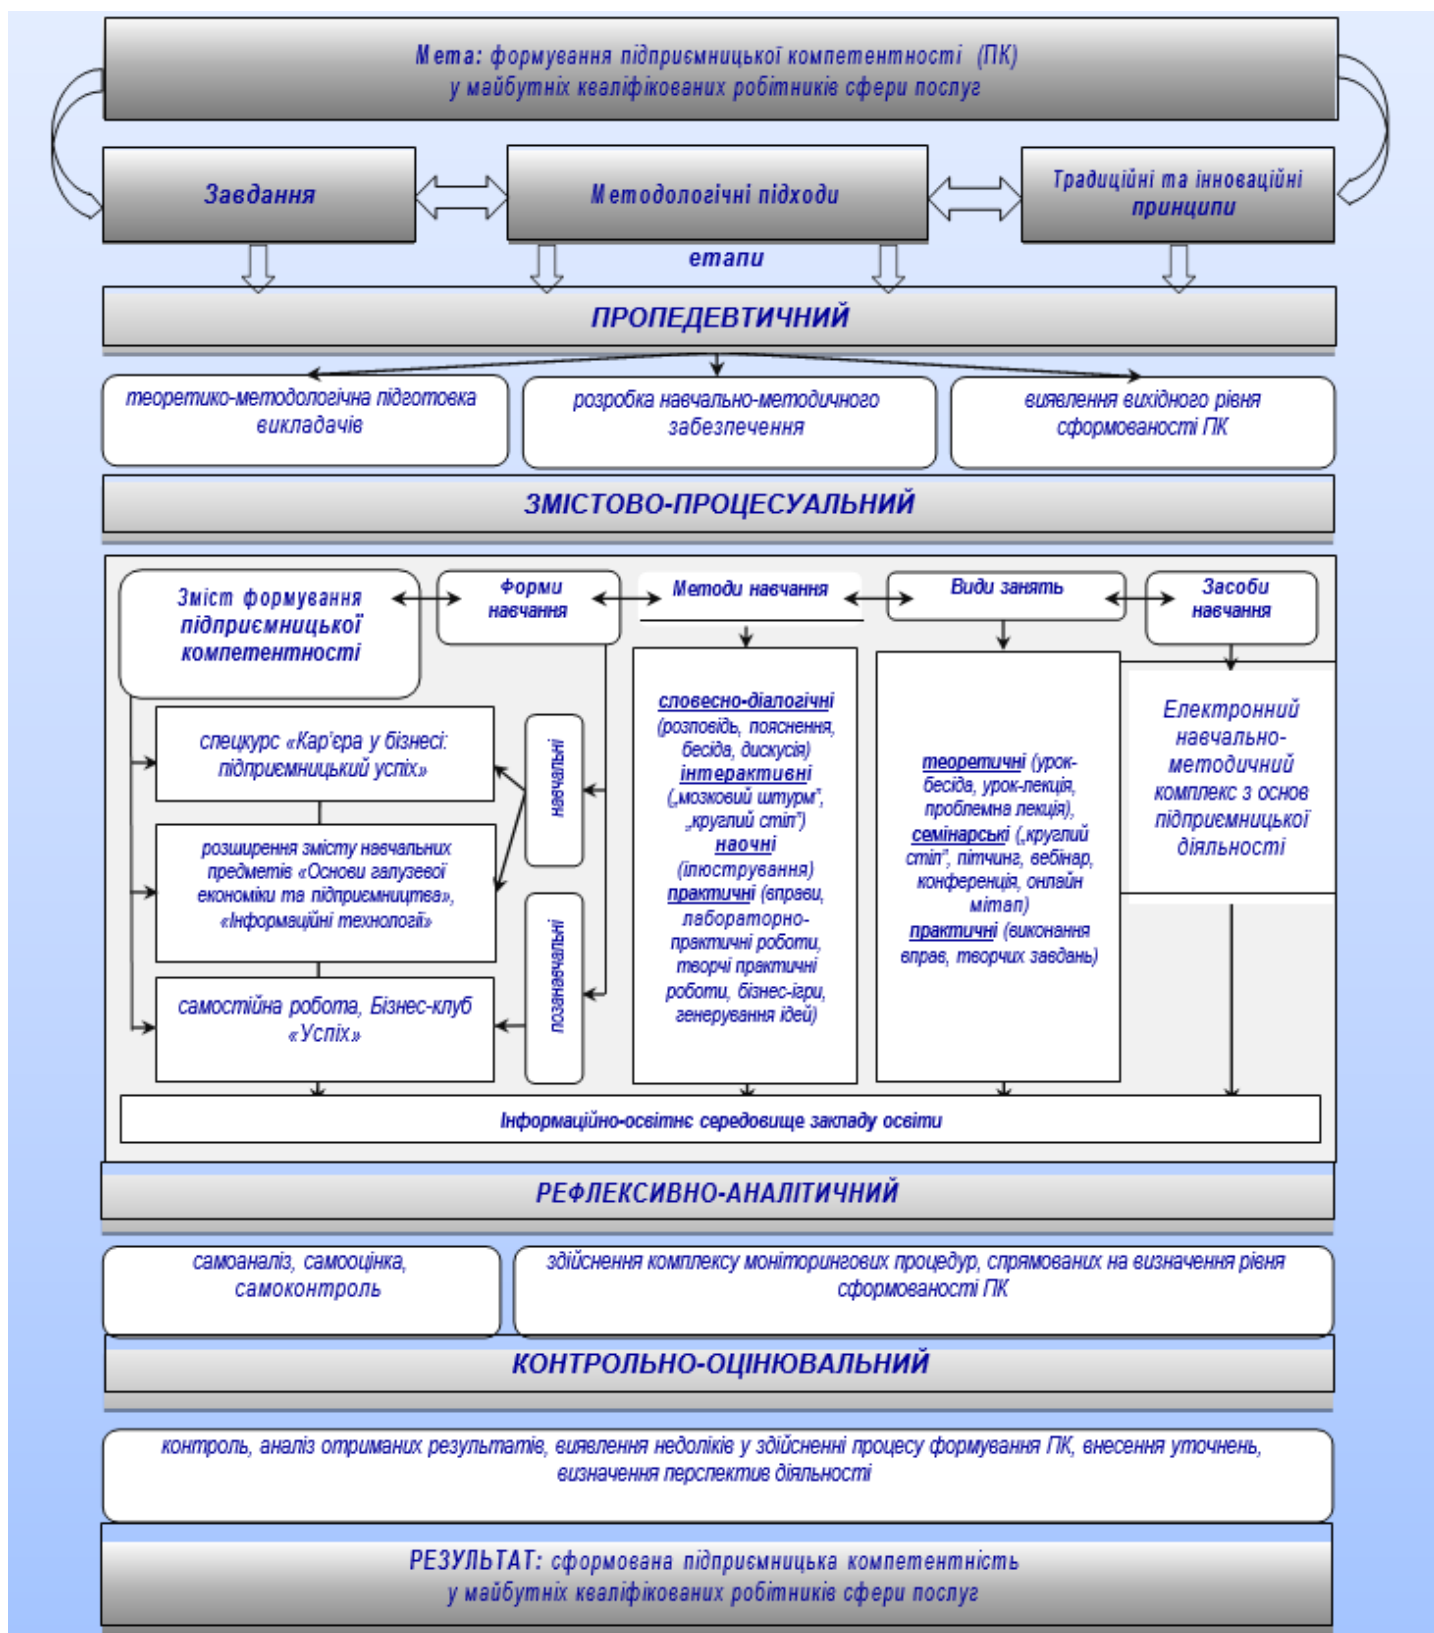 Мета: формування підприємницької компетентності (ПК)
у майбутніх кваліфікованих робітників сфери послуг
Завдання
Методологічні підходи
Традиційні та інноваційні
принципи
етапи
ПРОПЕДЕВТИЧНИЙ
теоретико-методологічна підготовка
викладачів
розробка навчально-методичного
забезпечення
виявлення вихідного рівня
сформованості ПК
ЗМІСТОВО-ПРОЦЕСУАЛЬНИЙ
Зміст формування
підприємницької
компетентності
Форми
навчання
Методи навчання
Види занять
Засоби
навчання
спецкурс «Кар’єра у бізнесі:
підприємницький успіх»
розширення змісту навчальних
предметів «Основи галузевої
економіки та підприємництва»,
«Інформаційні технології»
самостійна робота, Бізнес-клуб
«Успіх»
навчальні
позанавчальні
словесно-діалогічні
(розповідь, пояснення,
бесіда, дискусія)
інтерактивні
(„мозковий штурм”,
„круглий стіл”)
наочні
(ілюстрування)
практичні (вправи,
лабораторно-
практичні роботи,
творчі практичні
роботи, бізнес-ігри,
генерування ідей)
теоретичні (урок-
бесіда, урок-лекція,
проблемна лекція),
семінарські („круглий
стіл”, пітчинг, вебінар,
конференція, онлайн
мітап)
практичні (виконання
вправ, творчих завдань)
Електронний
навчально-
методичний
комплекс з основ
підприємницької
діяльності
Інформаційно-освітнє середовище закладу освіти
РЕФЛЕКСИВНО-АНАЛІТИЧНИЙ
самоаналіз, самооцінка,
самоконтроль
здійснення комплексу моніторингових процедур, спрямованих на визначення рівня
сформованості ПК
КОНТРОЛЬНО-ОЦІНЮВАЛЬНИЙ
контроль, аналіз отриманих результатів, виявлення недоліків у здійсненні процесу формування ПК, внесення уточнень,
визначення перспектив діяльності
РЕЗУЛЬТАТ: сформована підприємницька компетентність
у майбутніх кваліфікованих робітників сфери послуг